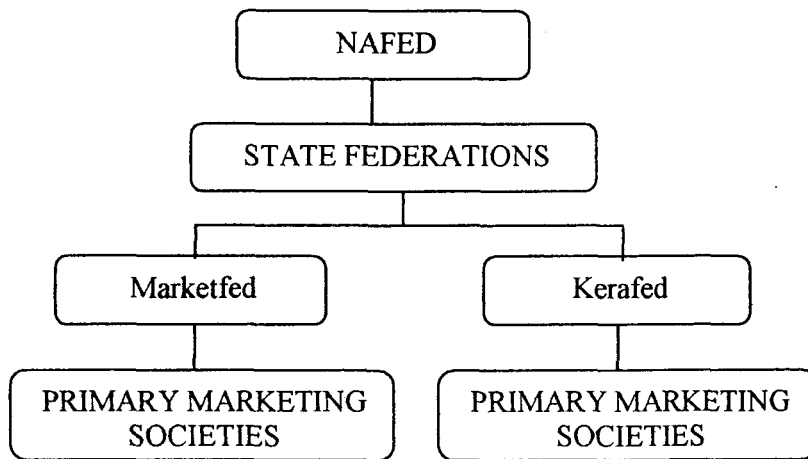 NAFED
STATE FEDERATIONS
Marketfed
Kerafed
PRIMARY MARKETING
SOCIETIES
PRIMARY MARKETING
SOCIETIES